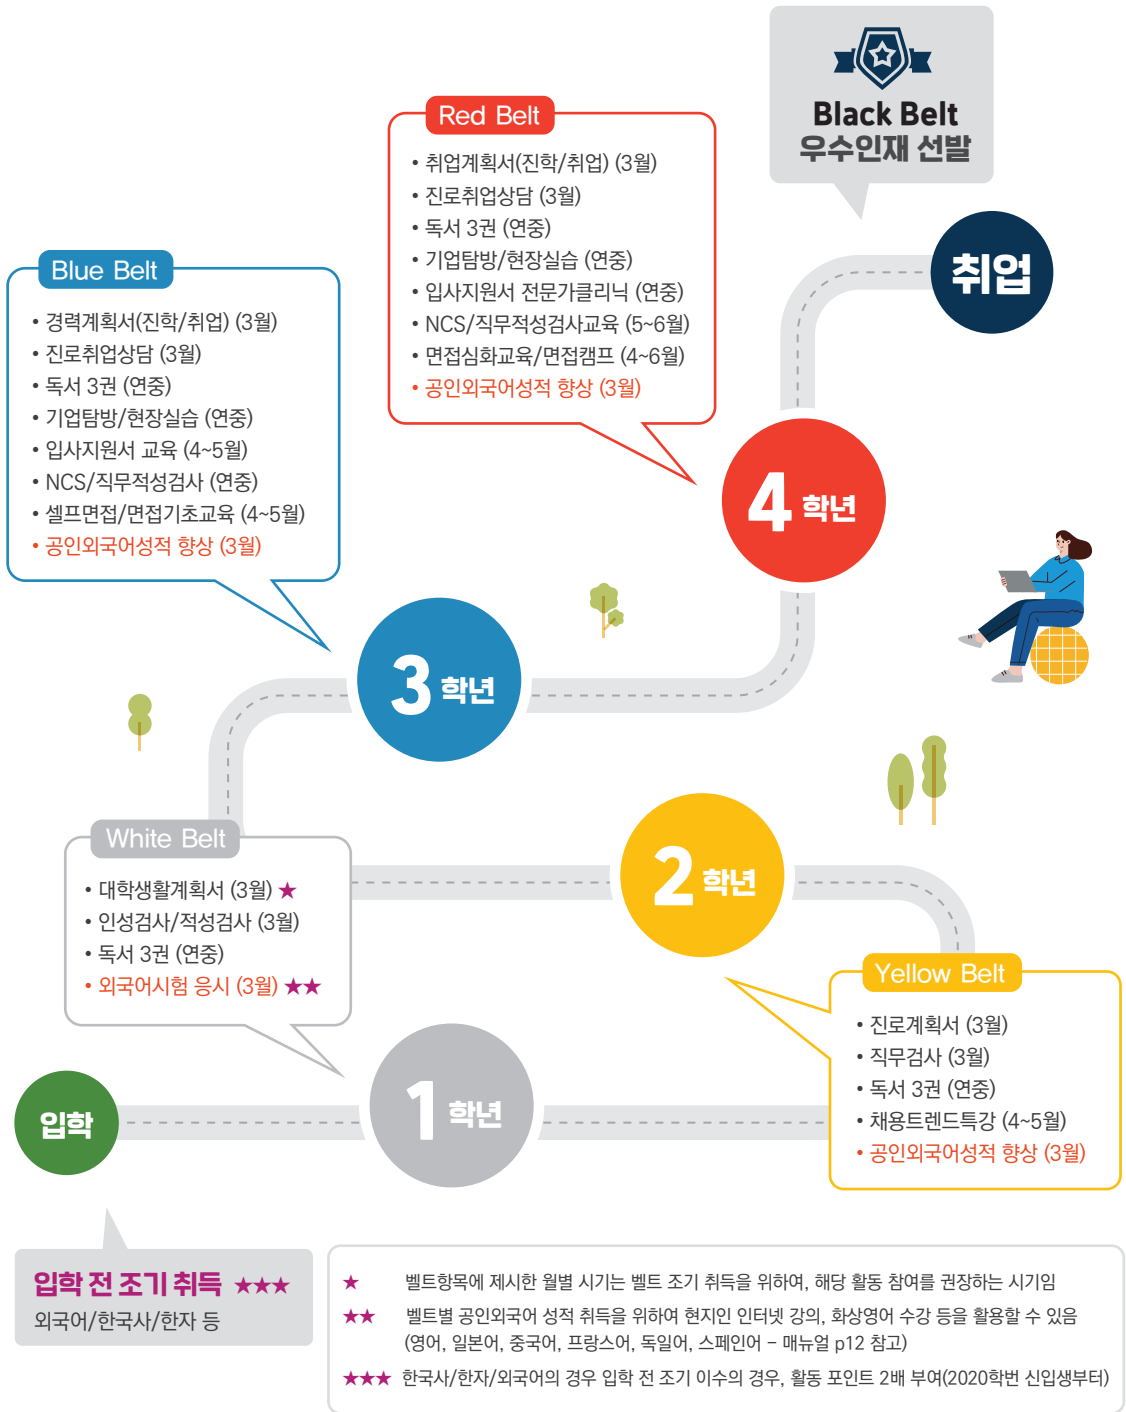 Black Belt
우수인재 선발
취업
Red Belt
• 취업계획서(진학/취업) (3월)
• 진로취업상담 (3월)
• 독서 3권 (연중)
• 기업탐방/현장실습 (연중)
• 입사지원서 전문가클리닉 (연중)
• NCS/직무적성검사교육 (5~6월)
• 면접심화교육/면접캠프 (4~6월)
• 공인외국어성적 향상 (3월)
4 학년
Blue Belt
• 경력계획서(진학/취업) (3월)
• 진로취업상담 (3월)
• 독서 3권 (연중)
• 기업탐방/현장실습 (연중)
• 입사지원서 교육 (4~5월)
• NCS/직무적성검사 (연중)
• 셀프면접/면접기초교육 (4~5월)
• 공인외국어성적 향상 (3월)
3 학년
2 학년
White Belt
• 대학생활계획서 (3월) ★
• 인성검사/적성검사 (3월)
• 독서 3권 (연중)
• 외국어시험 응시 (3월) ★★
Yellow Belt
• 진로계획서 (3월)
• 직무검사 (3월)
• 독서 3권 (연중)
• 채용트렌드특강 (4~5월)
• 공인외국어성적 향상 (3월)
1 학년
입학
입학 전 조기 취득 ★★★
외국어/한국사/한자 등
★ 벨트항목에 제시한 월별 시기는 벨트 조기 취득을 위하여, 해당 활동 참여를 권장하는 시기임
★★ 벨트별 공인외국어 성적 취득을 위하여 현지인 인터넷 강의, 화상영어 수강 등을 활용할 수 있음
(영어, 일본어, 중국어, 프랑스어, 독일어, 스페인어 – 매뉴얼 p12 참고)
★★★ 한국사/한자/외국어의 경우 입학 전 조기 이수의 경우, 활동 포인트 2배 부여(2020학번 신입생부터)